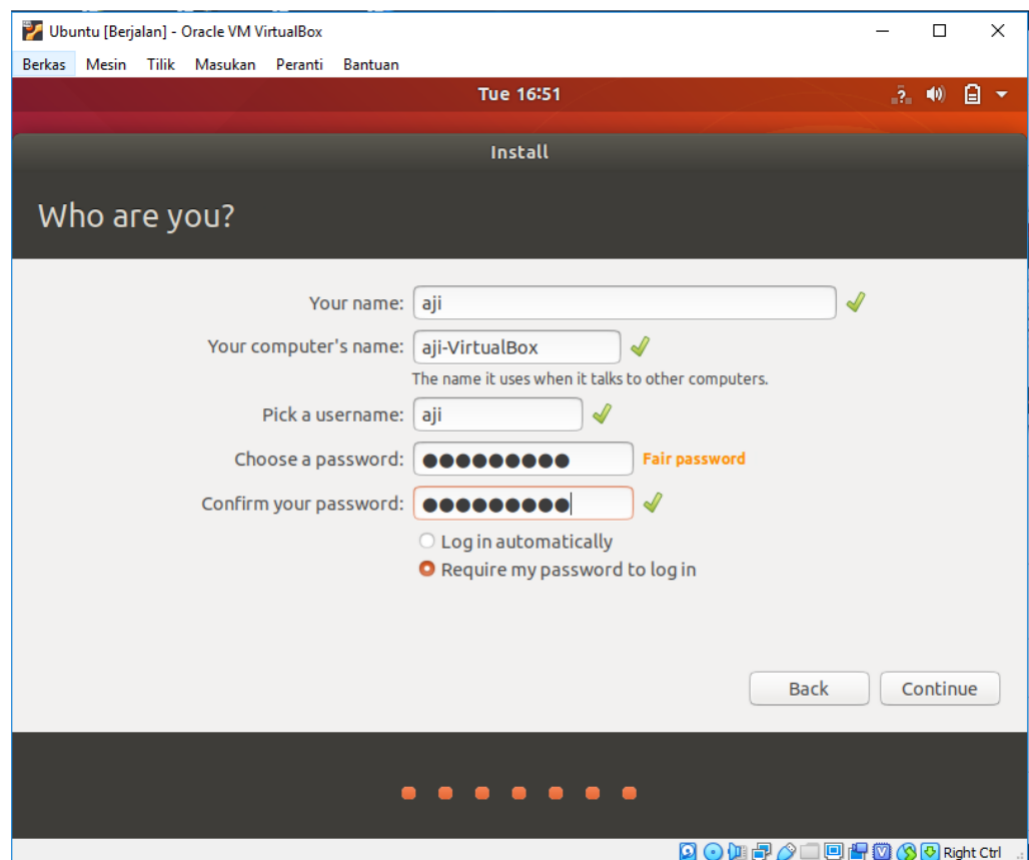 Ubuntu [Berjalan] - Oracle VM VirtualBox
Berkas Mesin Tilik Masukan Peranti Bantuan
Tue 16:51
Install
Who are you?
Your name: aji
Your computer's name: aji-VirtualBox
The name it uses when it talks to other computers.
Pick a username: aji
Choose a password: ●●●●●●●●● Fair password
Confirm your password: ●●●●●●●●●
Log in automatically
Require my password to log in
Back Continue
Right Ctrl